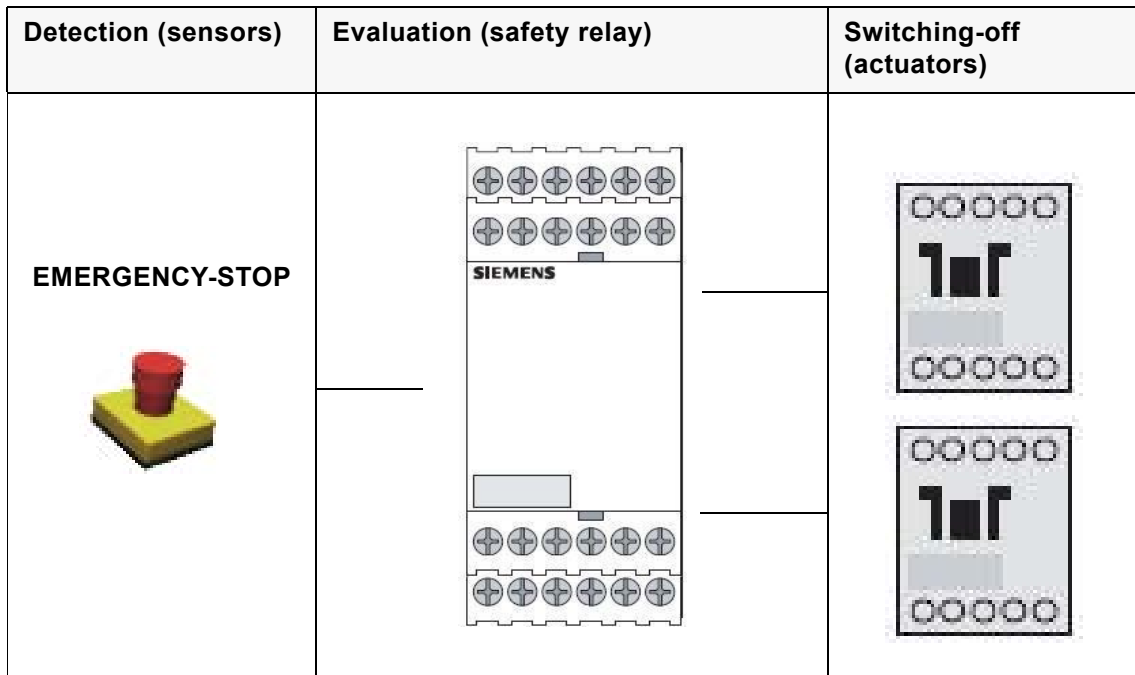 Detection (sensors)
Evaluation (safety relay)
Switching-off
(actuators)
EMERGENCY-STOP
SIEMENS